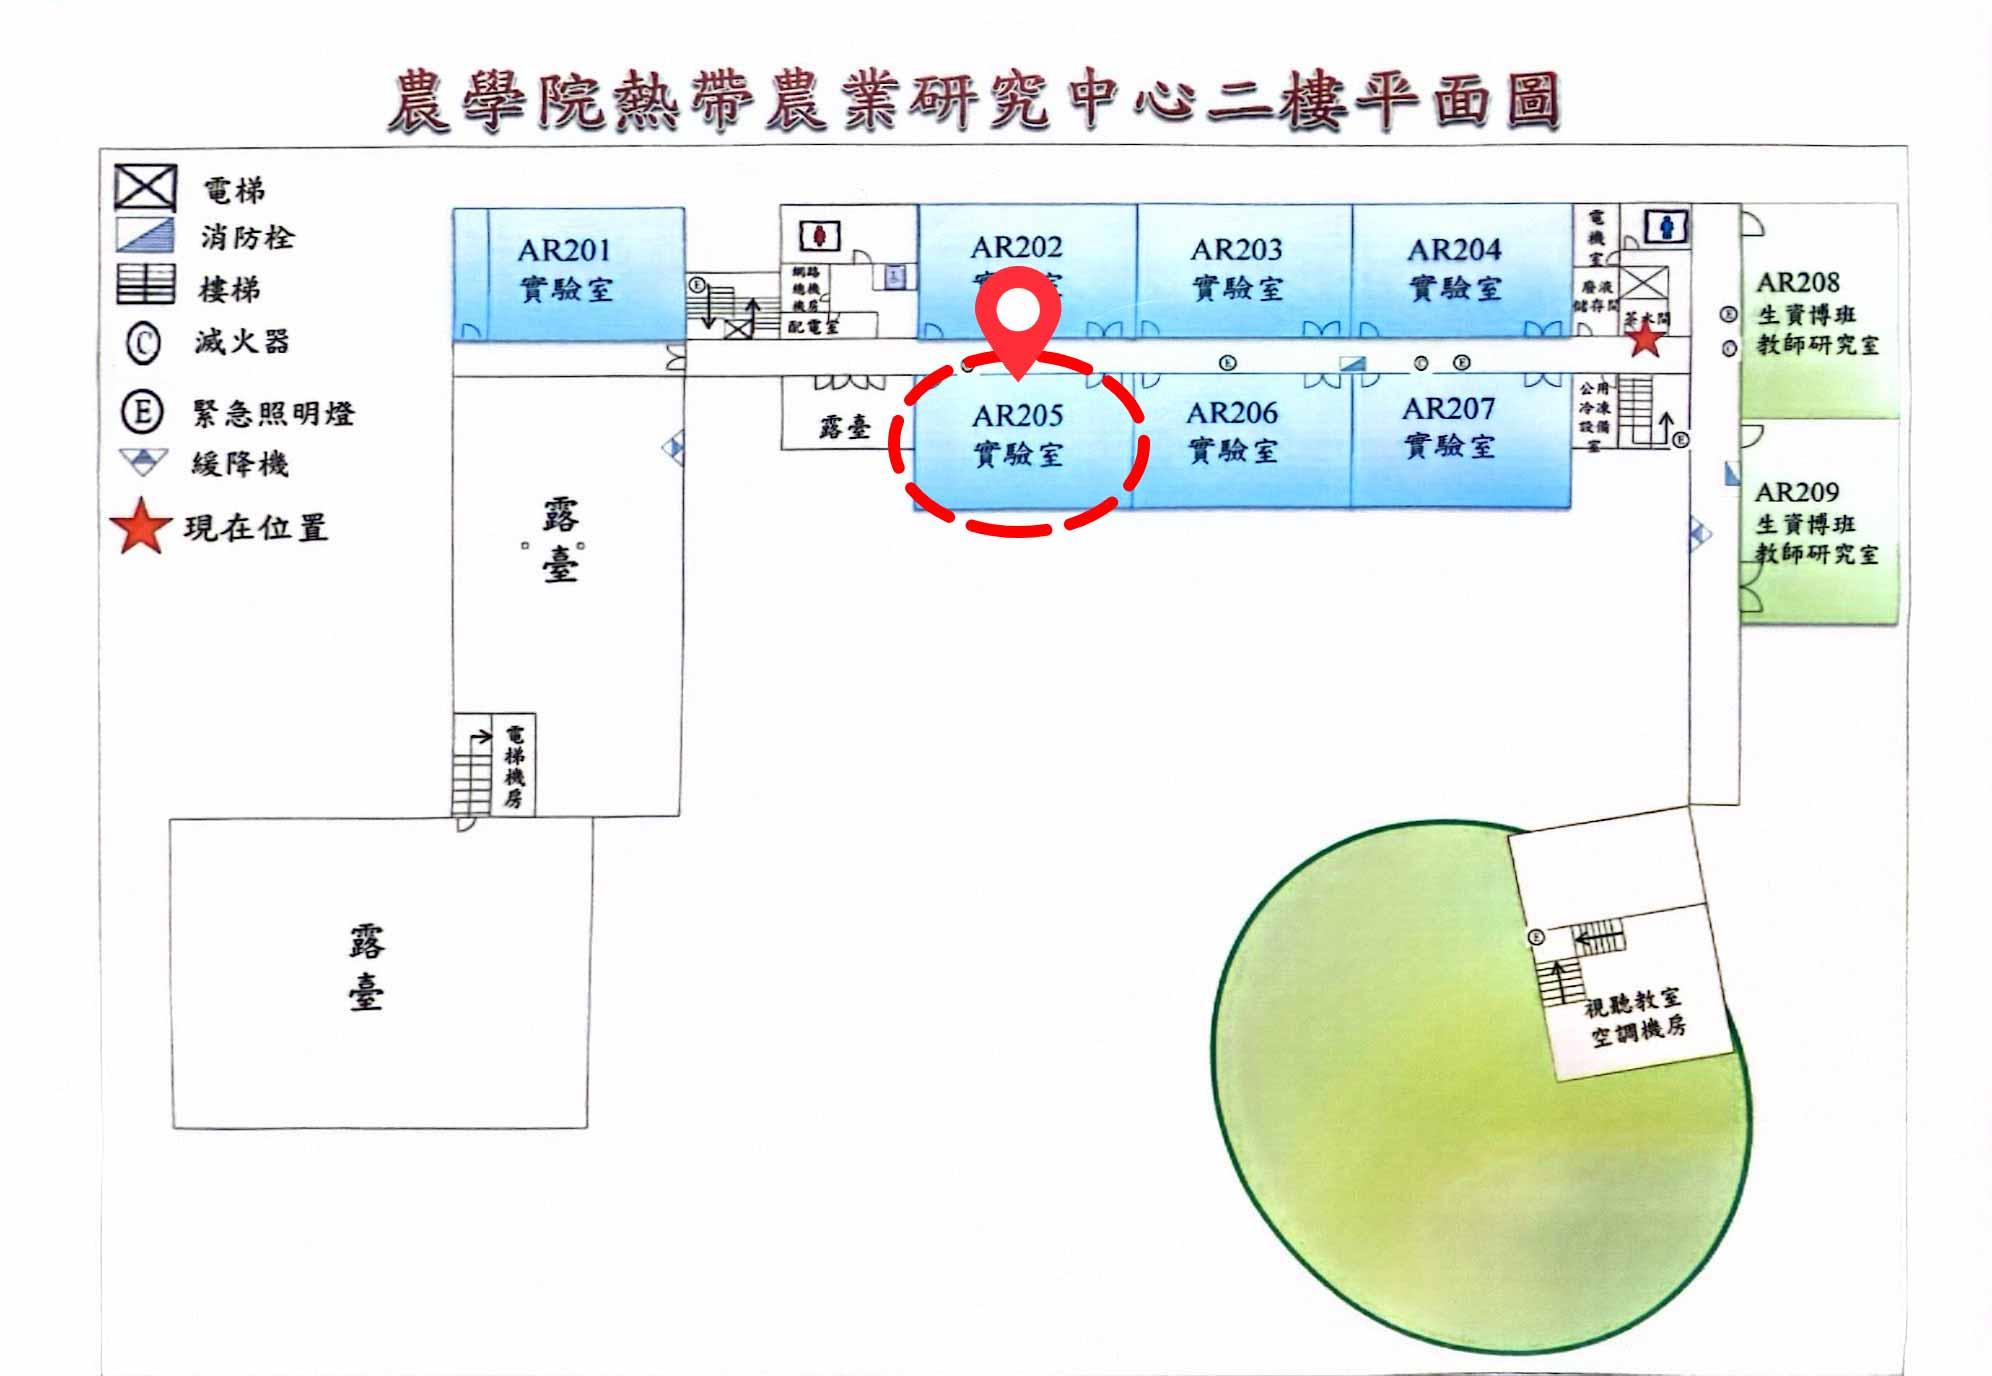 農學院熱帶農業研究中心二樓平面圖
電梯
消防栓
樓梯
C 滅火器
E 緊急照明燈
緩降機
現在位置
AR201
實驗室
網路
總機
機房
配電室
AR202
實驗室
AR203
實驗室
AR204
實驗室
電機室
廢液
儲存間
茶水間
AR208
生資博班
教師研究室
露臺
AR205
實驗室
AR206
實驗室
AR207
實驗室
公用
冷凍
設備
室
AR209
生資博班
教師研究室
E
C
E
C
E
E
C
E
E
露臺
電梯機房
露臺
視聽教室
空調機房